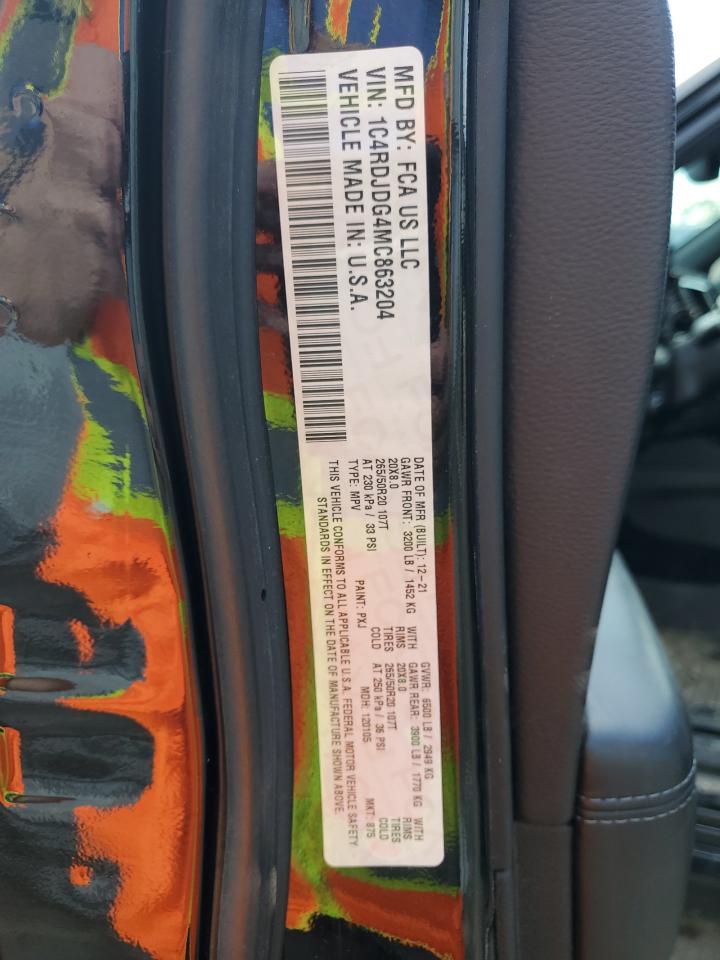 MFD BY: FCA US LLC
VIN: 1C4RDJDG4MC863204
VEHICLE MADE IN: U.S.A.
DATE OF MFR (BUILT): 12-21 GVWR: 6500 LB / 2949 KG
GAWR FRONT: 3200 LB / 1452 KG WITH GAWR REAR: 3900 LB / 1770 KG WITH
20X8.0 RIMS 20X8.0 RIMS
265/50R20 107T TIRES 265/50R20 107T TIRES
AT 230 kPa / 33 PSI COLD AT 250 kPa / 36 PSI COLD
TYPE: MPV PAINT: PXJ MDH: 120105 MKT: 875
THIS VEHICLE CONFORMS TO ALL APPLICABLE U.S.A. FEDERAL MOTOR VEHICLE SAFETY
STANDARDS IN EFFECT ON THE DATE OF MANUFACTURE SHOWN ABOVE.